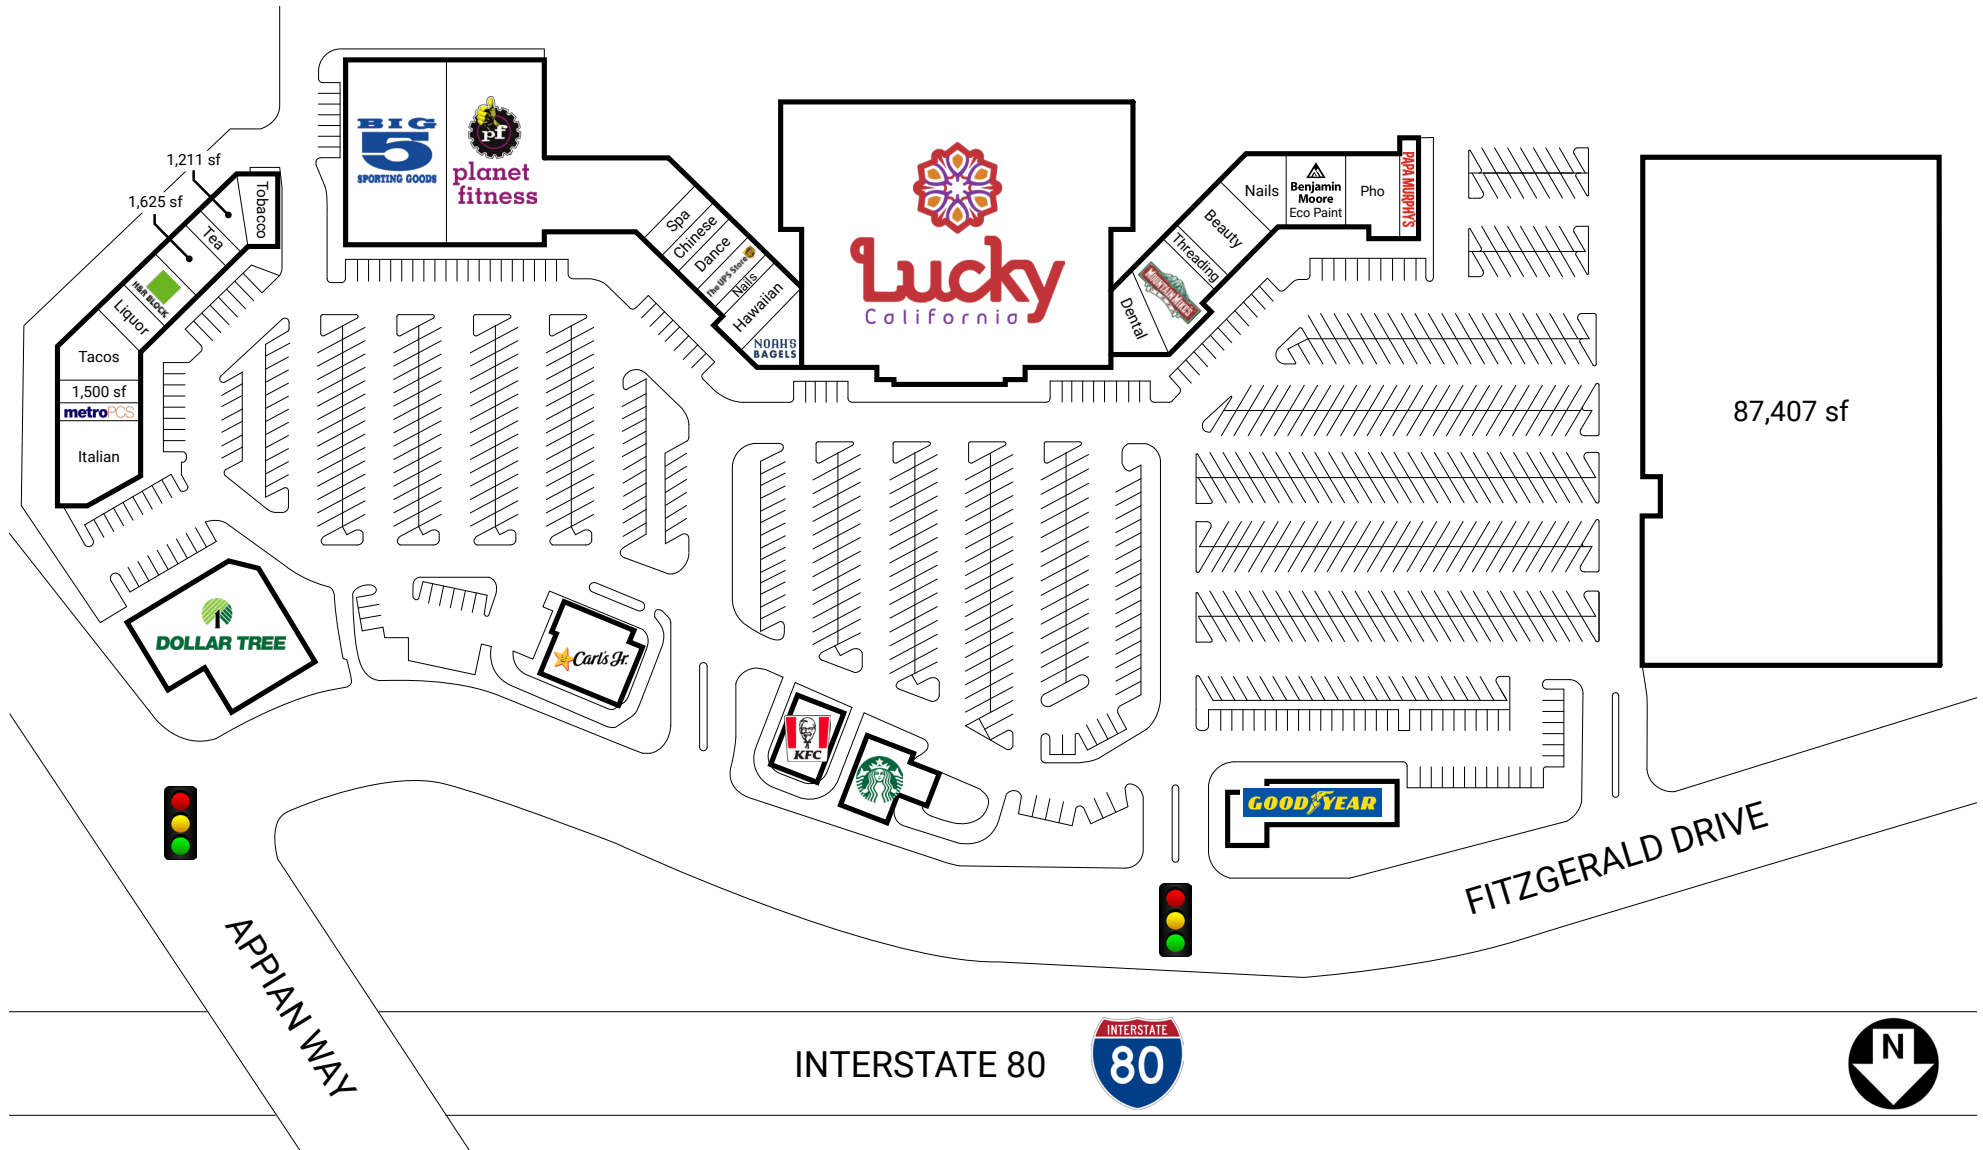 BIG
5
SPORTING GOODS
pf
planet
fitness
1,211 sf
1,625 sf
Tobacco
Tea
H&R BLOCK
Liquor
Tacos
1,500 sf
metroPCS
Italian
Spa
Chinese
Dance
The UPS Store
Nails
Hawaiian
NOAH'S
BAGELS
Lucky
California
Dental
MOUNTAIN MIKE'S
Threading
Beauty
Nails
Benjamin
Moore
Eco Paint
Pho
PAPA MURPHY'S
87,407 sf
DOLLAR TREE
Carl's Jr.
KFC
GOODYEAR
FITZGERALD DRIVE
APPIAN WAY
INTERSTATE 80
INTERSTATE
80
N